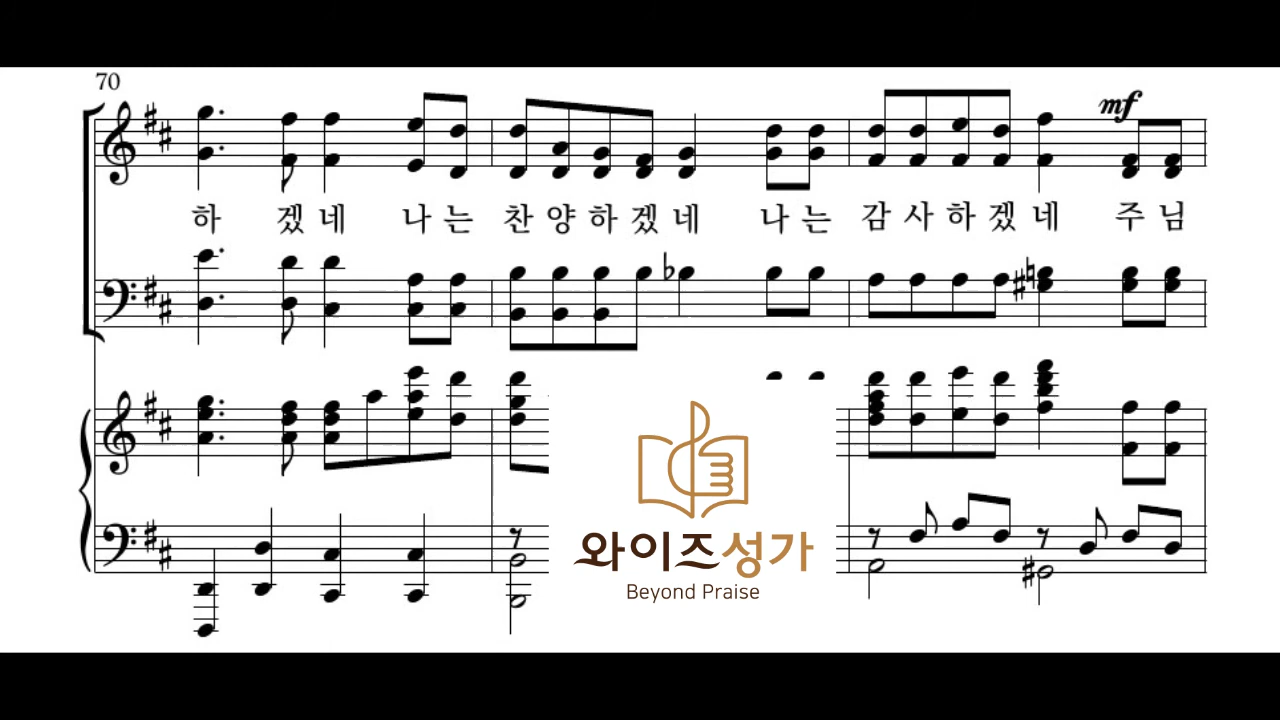 70
mf
하 겠 네 나 는 찬 양 하 겠 네 나 는 감 사 하 겠 네 주 님
와이즈성가
Beyond Praise